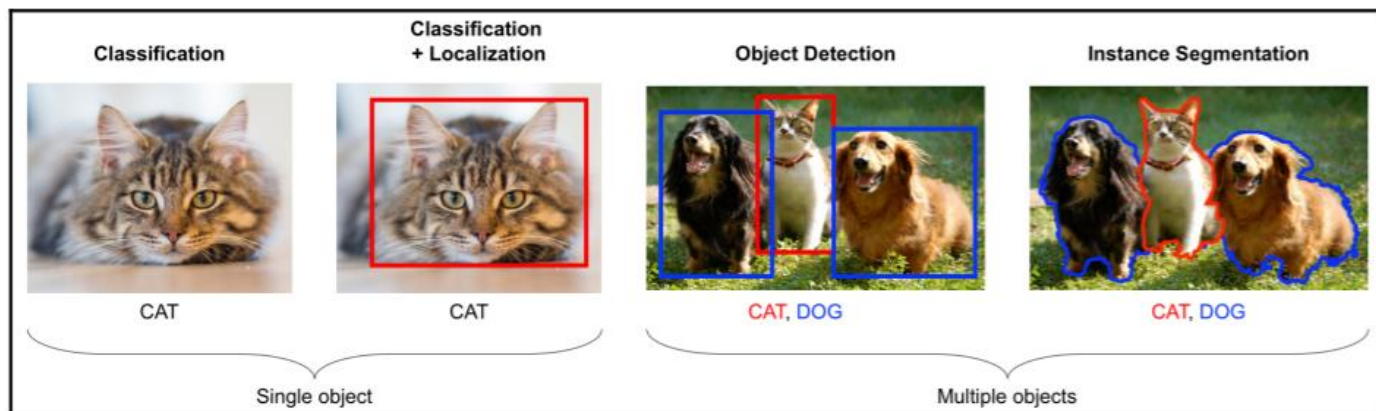 Classification
Classification
+ Localization
Object Detection
Instance Segmentation
CAT
CAT
CAT, DOG
CAT, DOG
Single object
Multiple objects